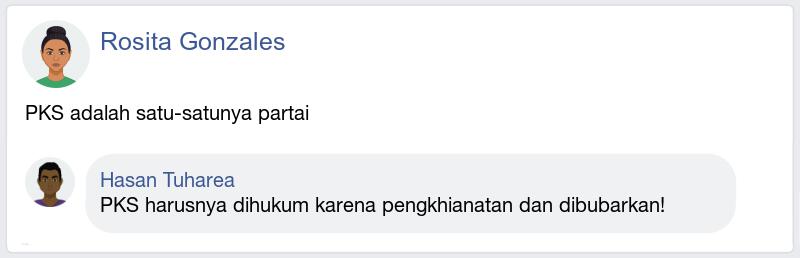 Rosita Gonzales
PKS adalah satu-satunya partai
Hasan Tuharea
PKS harusnya dihukum karena pengkhianatan dan dibubarkan!